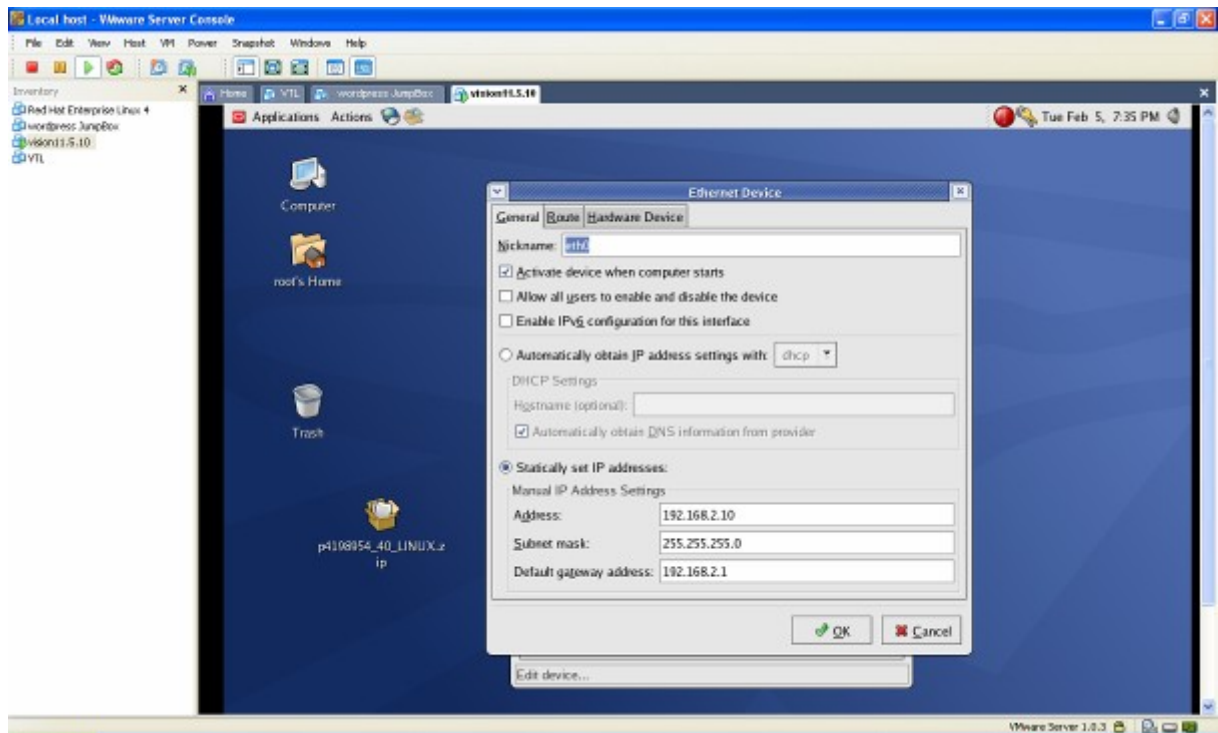 Local host - VMware Server Console
File Edit View Host VM Power Snapshot Windows Help
Inventory
Red Hat Enterprise Linux 4
wordpress JumpBox
vision11.5.10
VTL
Home VTL wordpress JumpBox vision11.5.10
Applications Actions Tue Feb 5, 7:35 PM
Computer
root's Home
Trash
p4198954_40_LINUX.z
ip
Ethernet Device
General Route Hardware Device
Nickname: eth0
Activate device when computer starts
Allow all users to enable and disable the device
Enable IPv6 configuration for this interface
Automatically obtain IP address settings with: dhcp
DHCP Settings
Hostname (optional):
Automatically obtain DNS information from provider
Statically set IP addresses:
Manual IP Address Settings
Address: 192.168.2.10
Subnet mask: 255.255.255.0
Default gateway address: 192.168.2.1
OK Cancel
Edit device...
VMware Server 1.0.3